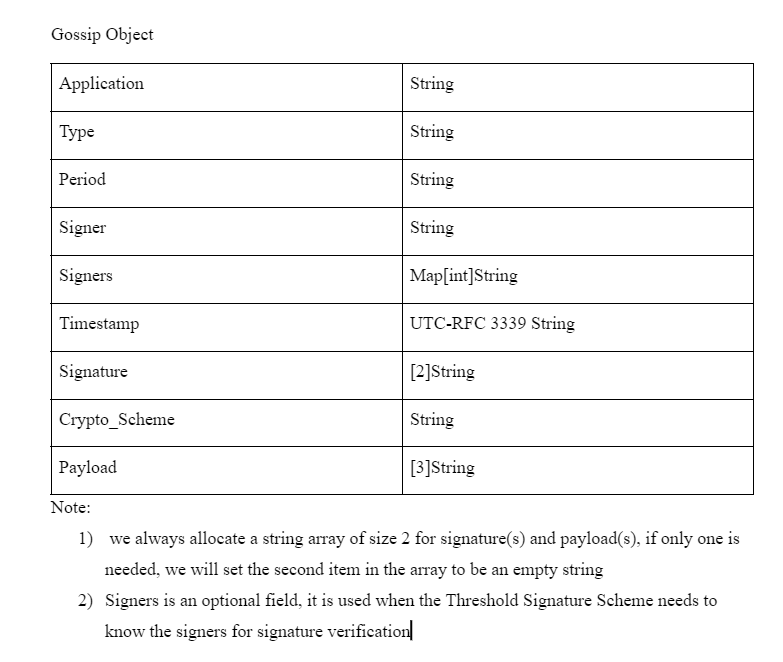 Gossip Object
Application String
Type String
Period String
Signer String
Signers Map[int]String
Timestamp UTC-RFC 3339 String
Signature [2]String
Crypto_Scheme String
Payload [3]String
Note:
1) we always allocate a string array of size 2 for signature(s) and payload(s), if only one is
needed, we will set the second item in the array to be an empty string
2) Signers is an optional field, it is used when the Threshold Signature Scheme needs to
know the signers for signature verification